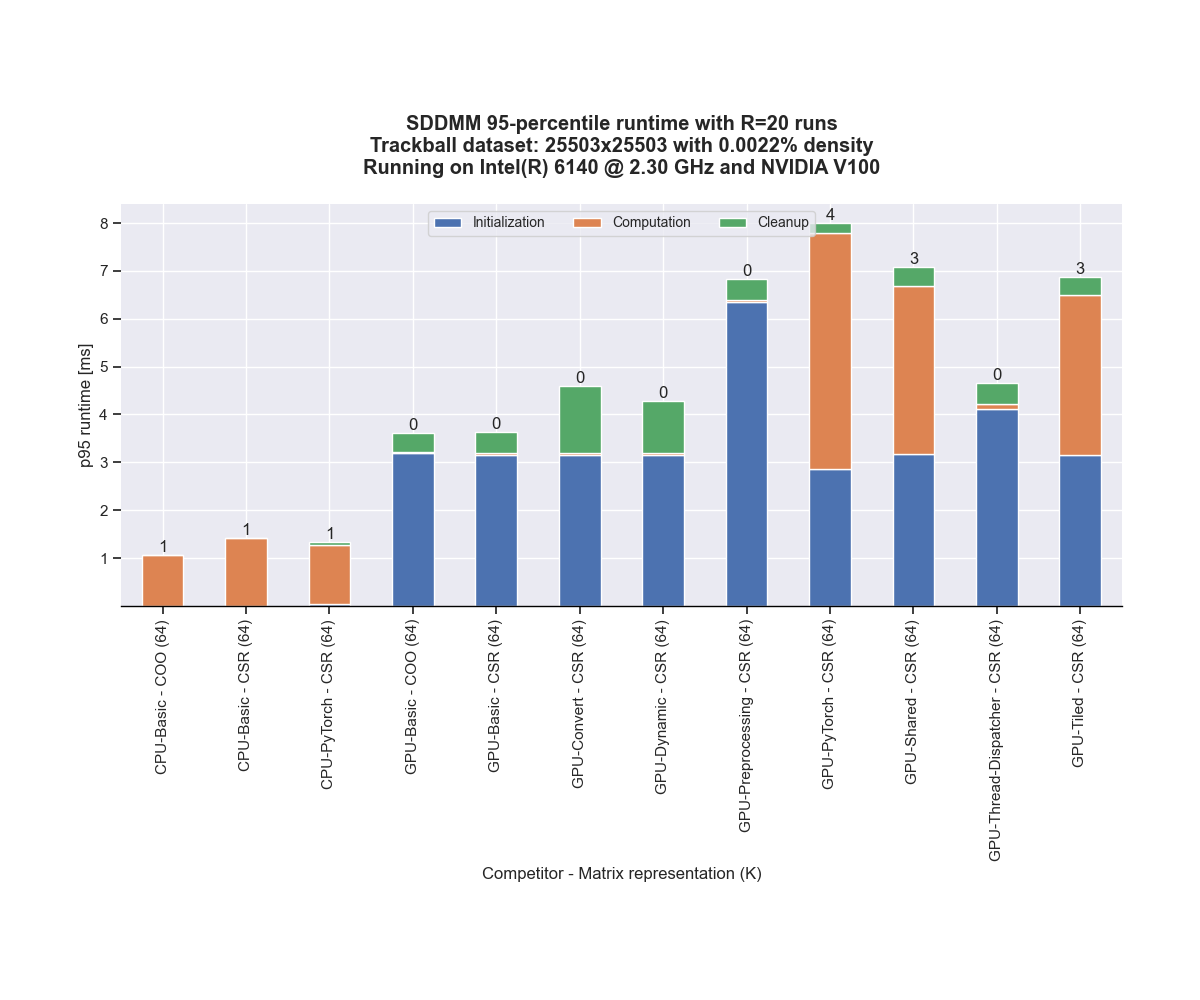 SDDMM 95-percentile runtime with R=20 runs
Trackball dataset: 25503x25503 with 0.0022% density
Running on Intel(R) 6140 @ 2.30 GHz and NVIDIA V100
Initialization Computation Cleanup
p95 runtime [ms]
8
7
6
5
4
3
2
1
1
1
1
0
0
0
0
0
4
3
0
3
CPU-Basic - COO (64)
CPU-Basic - CSR (64)
CPU-PyTorch - CSR (64)
GPU-Basic - COO (64)
GPU-Basic - CSR (64)
GPU-Convert - CSR (64)
GPU-Dynamic - CSR (64)
GPU-Preprocessing - CSR (64)
GPU-PyTorch - CSR (64)
GPU-Shared - CSR (64)
GPU-Thread-Dispatcher - CSR (64)
GPU-Tiled - CSR (64)
Competitor - Matrix representation (K)